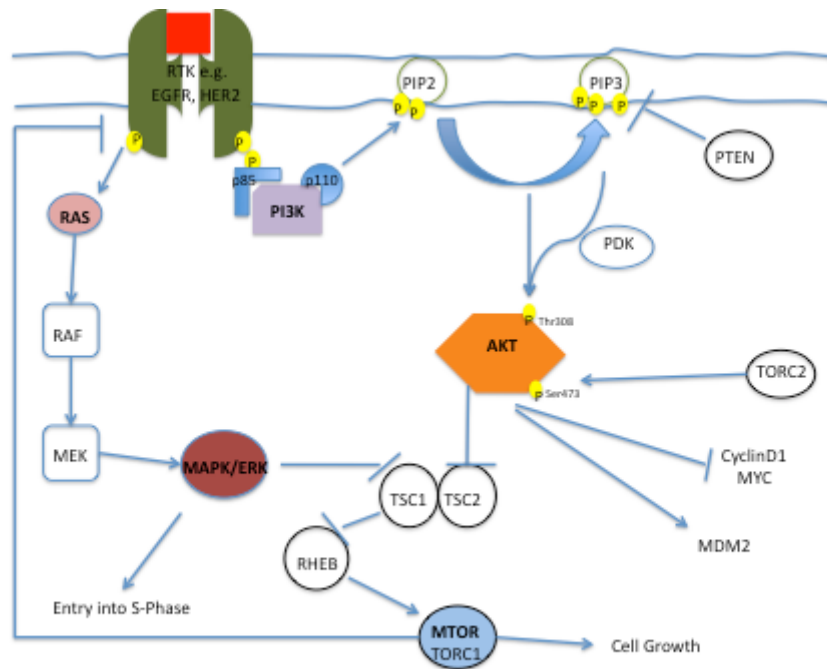 RTK e.g.
EGFR, HER2
PIP2
PIP3
P
P
P
P
P
P
P
P
PTEN
p85
p110
PI3K
RAS
PDK
RAF
P
Thr308
AKT
TORC2
P
Ser473
MEK
MAPK/ERK
CyclinD1
MYC
TSC1
TSC2
MDM2
RHEB
Entry into S-Phase
MTOR
TORC1
Cell Growth